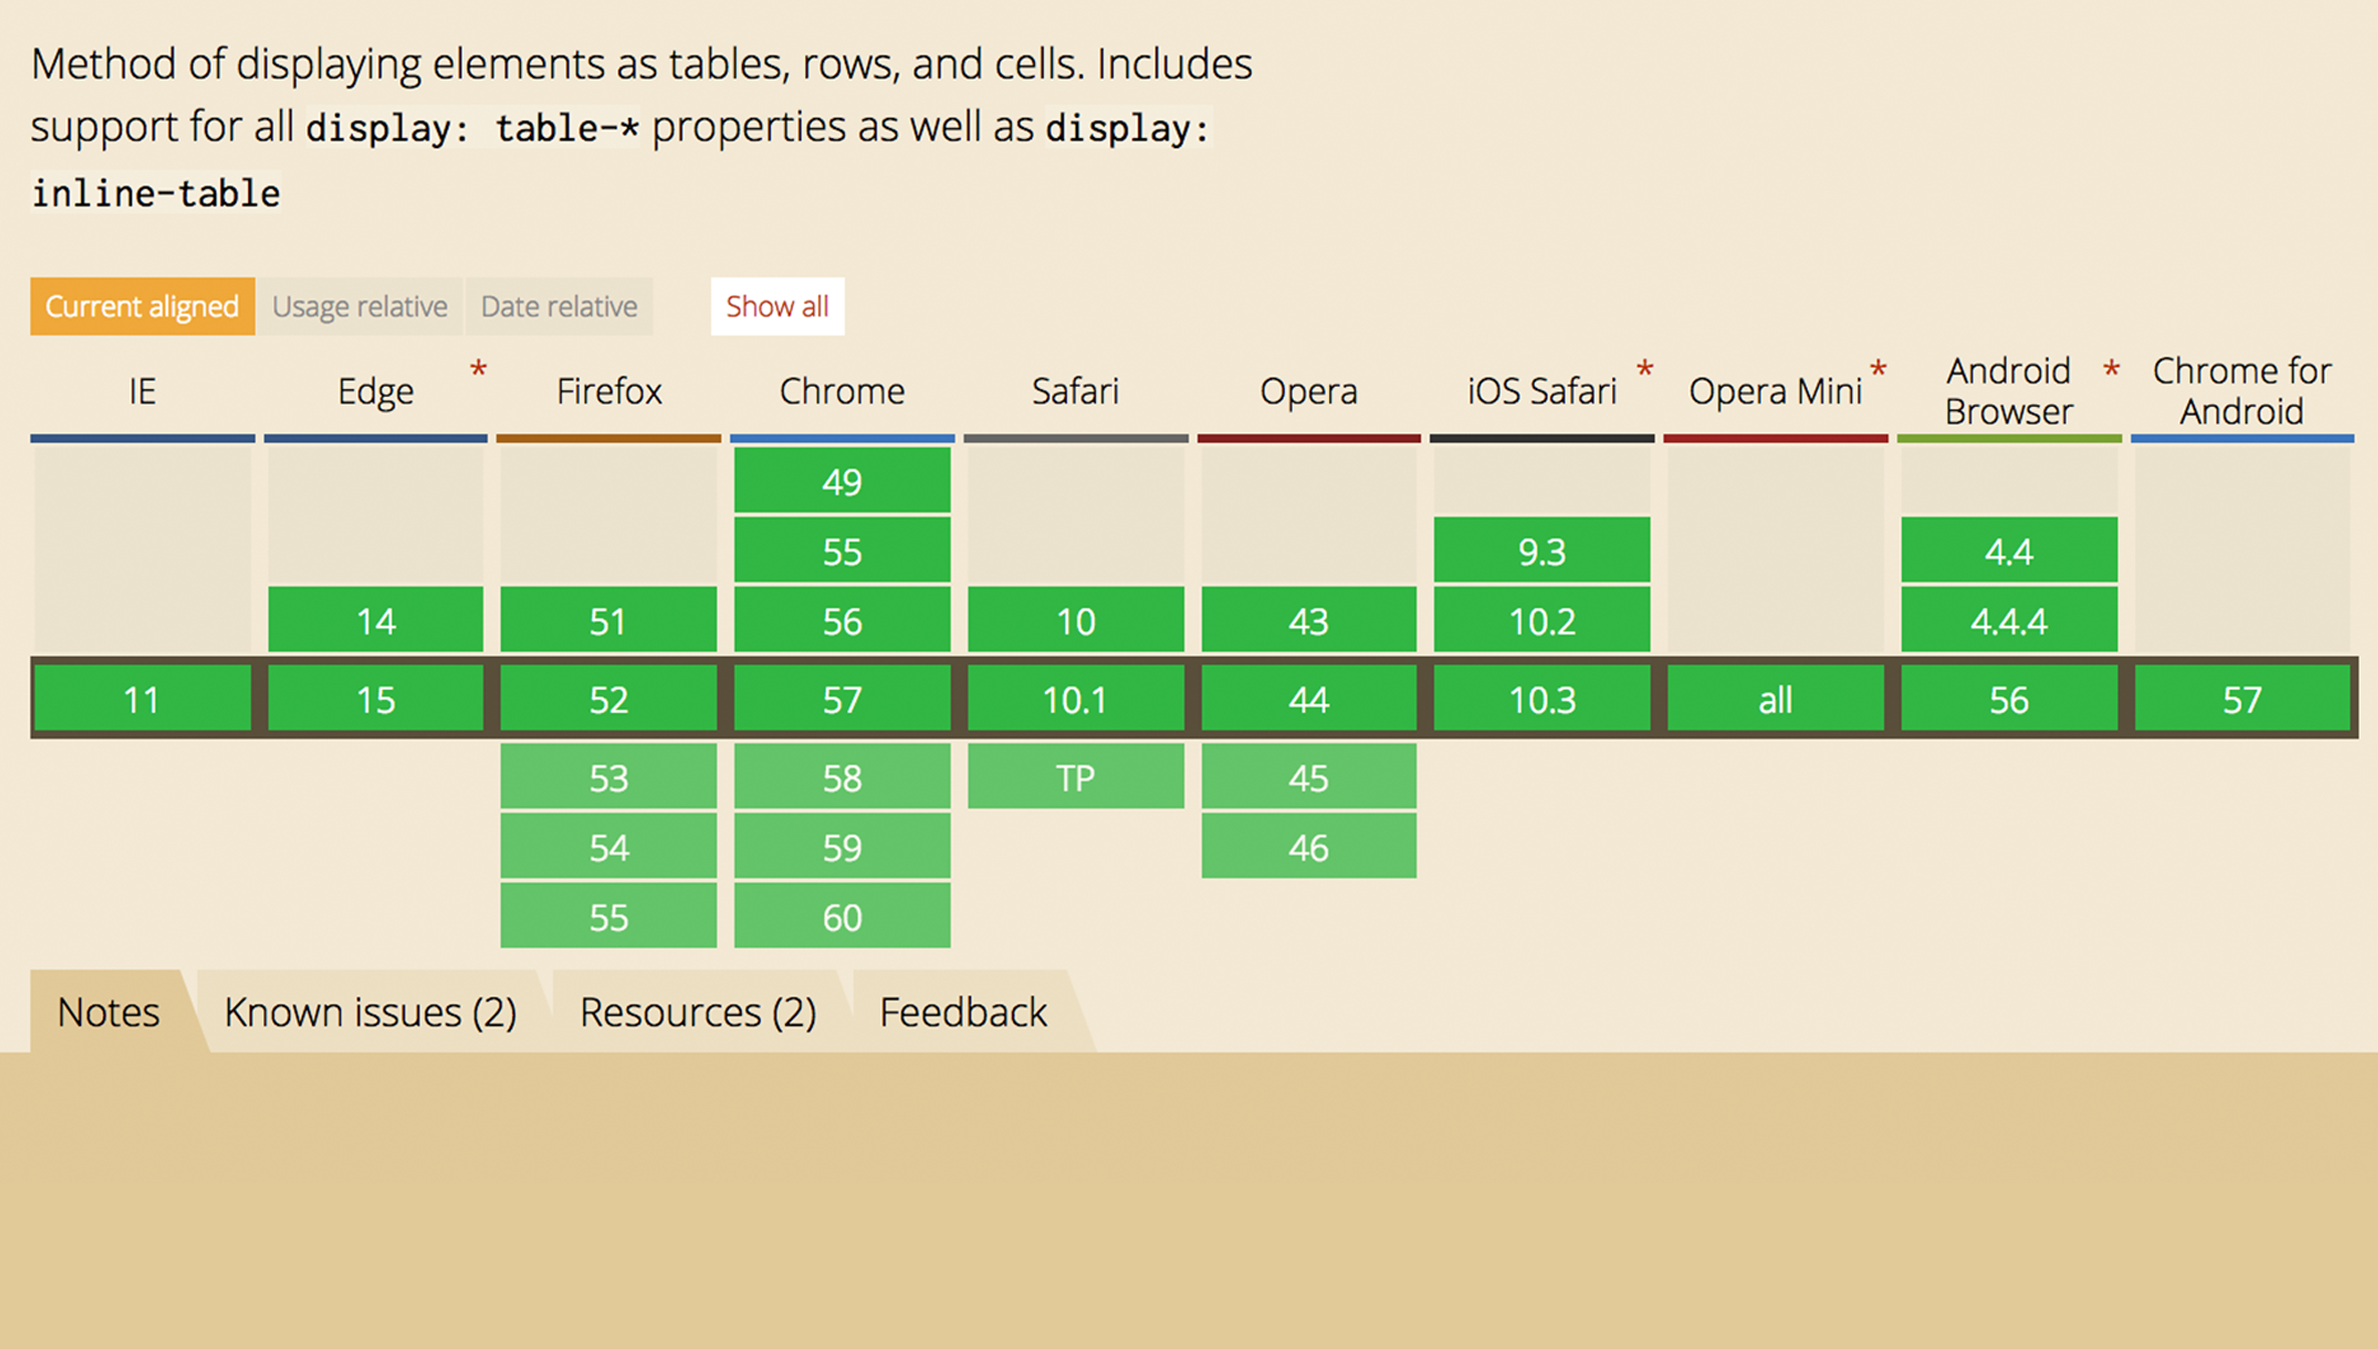 Method of displaying elements as tables, rows, and cells. Includes
support for all display: table-* properties as well as display:
inline-table
Current aligned Usage relative Date relative Show all
IE Edge * Firefox Chrome Safari Opera iOS Safari * Opera Mini * Android Browser * Chrome for Android
49
55 9.3 4.4
14 51 56 10 43 10.2 4.4.4
11 15 52 57 10.1 44 10.3 all 56 57
53 58 TP 45
54 59 46
55 60
Notes Known issues (2) Resources (2) Feedback